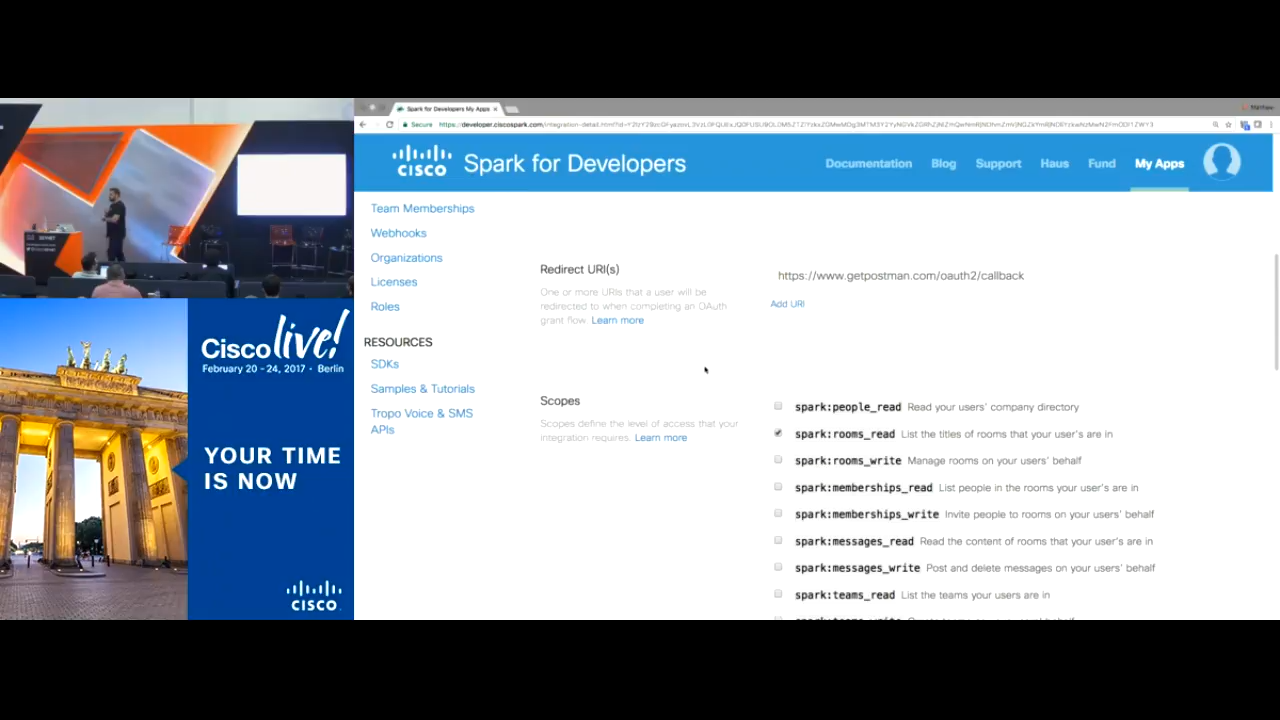 Spark for Developers My Apps
Secure
CISCO
Spark for Developers
Documentation
Blog
Support
Haus
Fund
My Apps
Team Memberships
Webhooks
Organizations
Licenses
Roles
RESOURCES
SDKs
Samples & Tutorials
Tropo Voice & SMS
APIs
Redirect URI(s)
One or more URIs that a user will be
redirected to when completing an OAuth
grant flow. Learn more
https://www.getpostman.com/oauth2/callback
Add URI
Scopes
Scopes define the level of access that your
integration requires. Learn more
spark:people_read Read your users' company directory
spark:rooms_read List the titles of rooms that your user's are in
spark:rooms_write Manage rooms on your users' behalf
spark:memberships_read List people in the rooms your user's are in
spark:memberships_write Invite people to rooms on your users' behalf
spark:messages_read Read the content of rooms that your user's are in
spark:messages_write Post and delete messages on your users' behalf
spark:teams_read List the teams your users are in
Cisco live!
February 20 - 24, 2017 • Berlin
YOUR TIME
IS NOW
CISCO